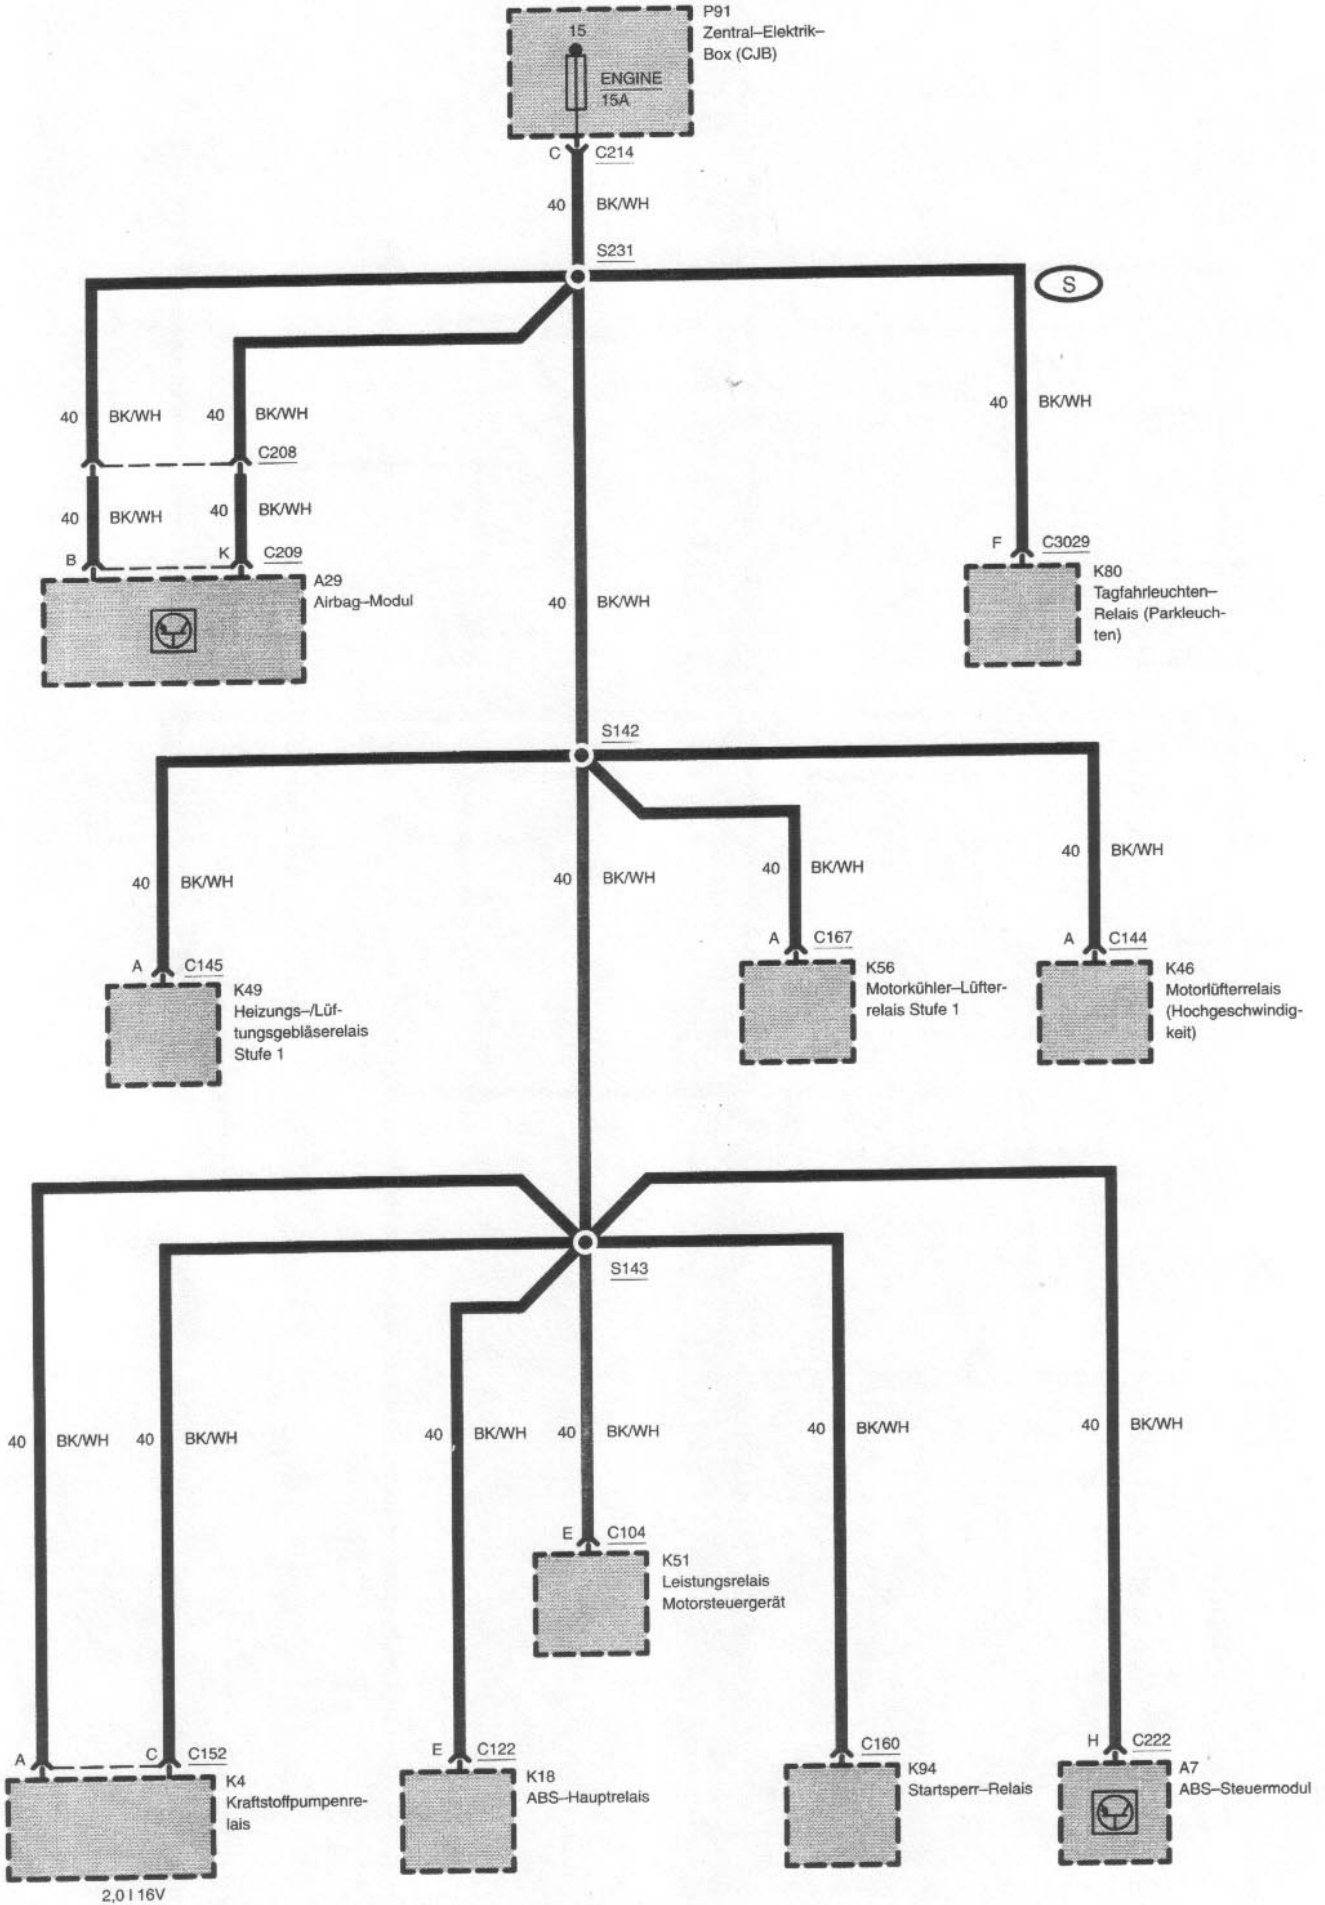 P91
Zentral–Elektrik–
Box (CJB)
15
ENGINE
15A
C
C214
40
BK/WH
S231
S
40
BK/WH
40
BK/WH
40
BK/WH
C208
40
BK/WH
40
BK/WH
B
K
C209
A29
Airbag–Modul
40
BK/WH
F
C3029
K80
Tagfahrleuchten–
Relais (Parkleuch-
ten)
S142
40
BK/WH
40
BK/WH
40
BK/WH
40
BK/WH
A
C145
K49
Heizungs–/Lüf-
tungsgebläserelais
Stufe 1
A
C167
K56
Motorkühler–Lüfter-
relais Stufe 1
A
C144
K46
Motorlüfterrelais
(Hochgeschwindig-
keit)
S143
40
BK/WH
40
BK/WH
40
BK/WH
40
BK/WH
40
BK/WH
40
BK/WH
E
C104
K51
Leistungsrelais
Motorsteuergerät
A
C
C152
K4
Kraftstoffpumpenre-
lais
2,0 l 16V
E
C122
K18
ABS–Hauptrelais
C160
K94
Startsperr–Relais
H
C222
A7
ABS–Steuermodul